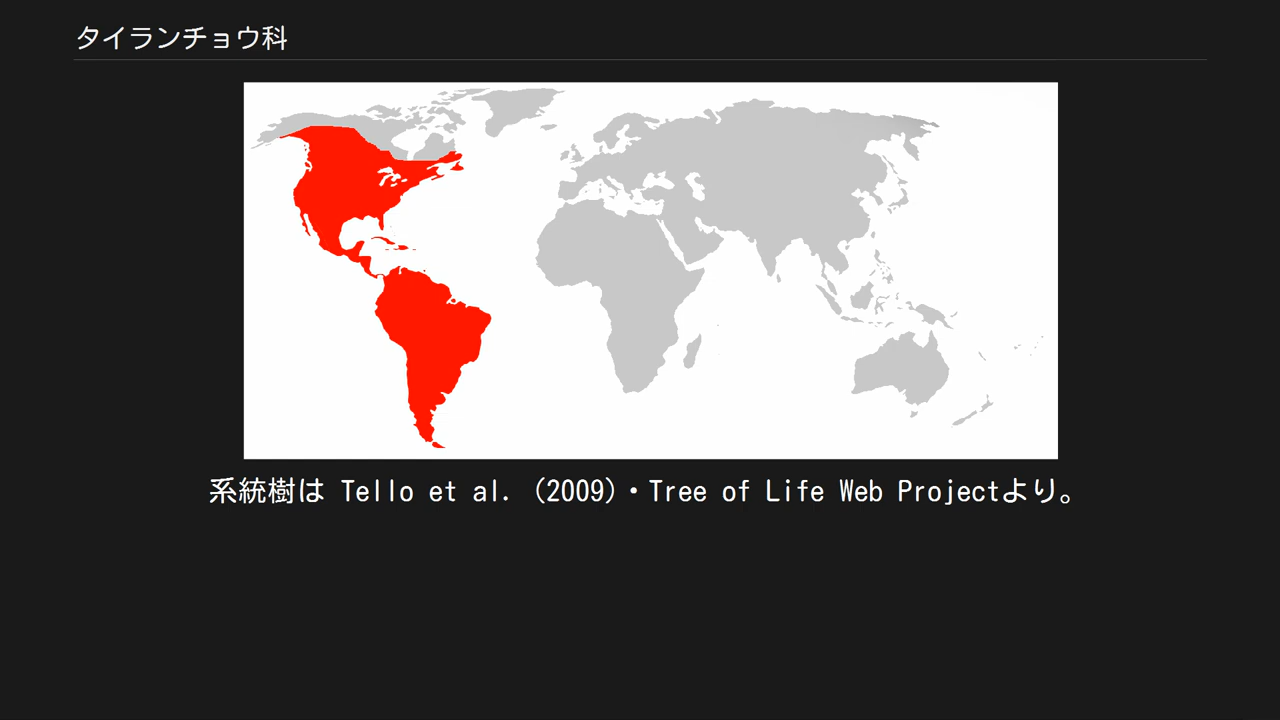 タイランチョウ科
系統樹は Tello et al. (2009)・Tree of Life Web Projectより。